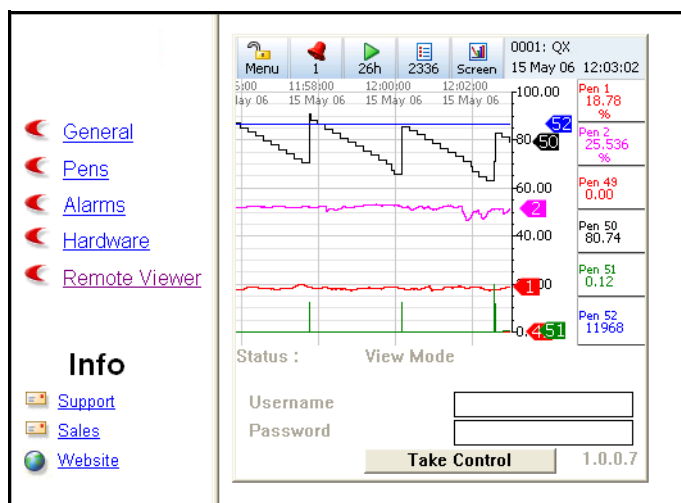 General
Pens
Alarms
Hardware
Remote Viewer
Info
Support
Sales
Website
Menu 1 26h 2336 Screen
0001: QX
15 May 06 12:03:02
11:58:00 12:00:00 12:02:00
15 May 06 15 May 06 15 May 06
100.00
80
60.00
40.00
52
50
2
1
51
Pen 1
18.78
%
Pen 2
25.536
%
Pen 49
0.00
Pen 50
80.74
Pen 51
0.12
Pen 52
11968
Status : View Mode
Username
Password
Take Control 1.0.0.7